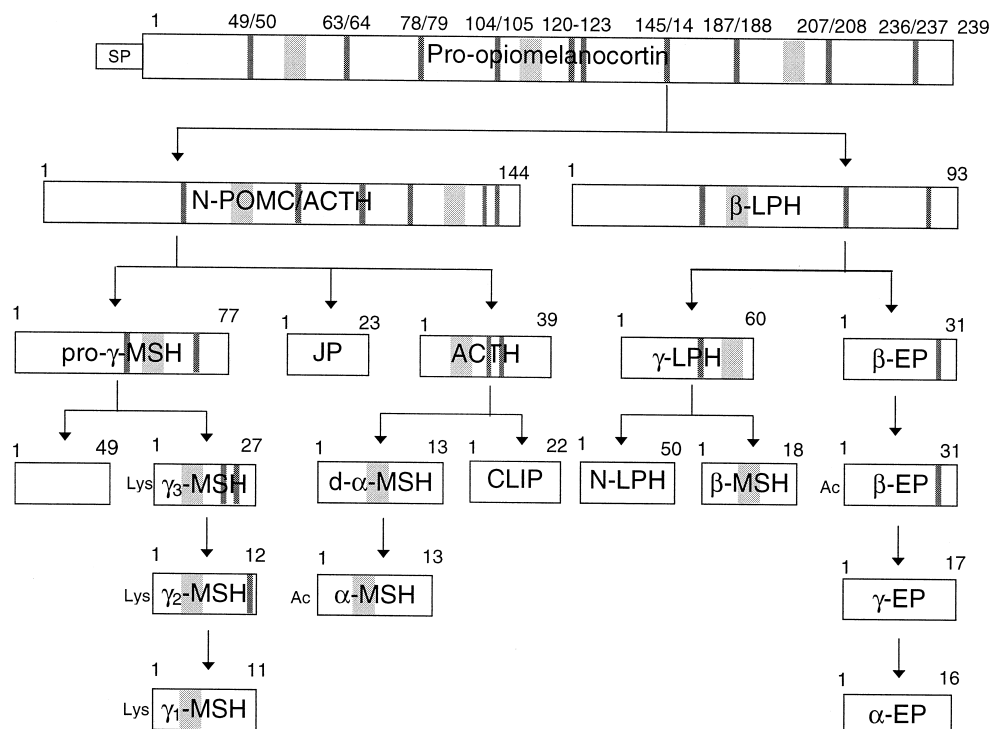 1 49/50 63/64 78/79 104/105 120-123 145/14 187/188 207/208 236/237 239
SP Pro-opiomelanocortin
1 144 1 93
N-POMC/ACTH β-LPH
1 77 1 23 1 39 1 60 1 31
pro-γ-MSH JP ACTH γ-LPH β-EP
1 49 1 27 1 13 1 22 1 50 1 18 1 31
Lys γ3-MSH d-α-MSH CLIP N-LPH β-MSH Ac β-EP
1 12 1 13 1 17
Lys γ2-MSH Ac α-MSH γ-EP
1 11 1 16
Lys γ1-MSH α-EP